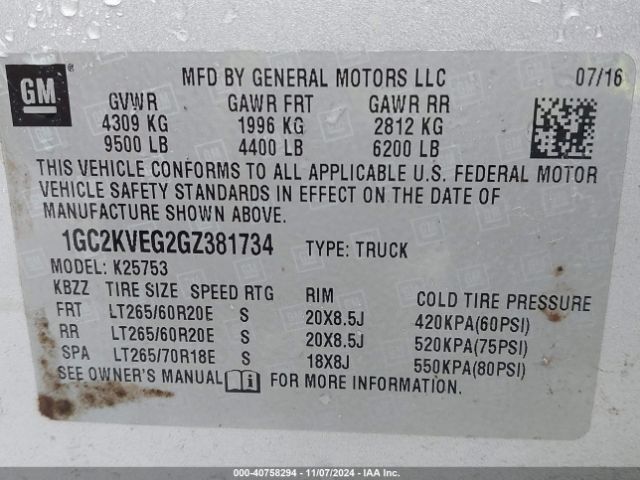 GM ®
MFD BY GENERAL MOTORS LLC 07/16
GVWR GAWR FRT GAWR RR
4309 KG 1996 KG 2812 KG
9500 LB 4400 LB 6200 LB
THIS VEHICLE CONFORMS TO ALL APPLICABLE U.S. FEDERAL MOTOR
VEHICLE SAFETY STANDARDS IN EFFECT ON THE DATE OF
MANUFACTURE SHOWN ABOVE.
1GC2KVEG2GZ381734 TYPE: TRUCK
MODEL: K25753
KBZZ TIRE SIZE SPEED RTG RIM COLD TIRE PRESSURE
FRT LT265/60R20E S 20X8.5J 420KPA(60PSI)
RR LT265/60R20E S 20X8.5J 520KPA(75PSI)
SPA LT265/70R18E S 18X8J 550KPA(80PSI)
SEE OWNER'S MANUAL i FOR MORE INFORMATION.
000-40758294 - 11/07/2024 - IAA Inc.